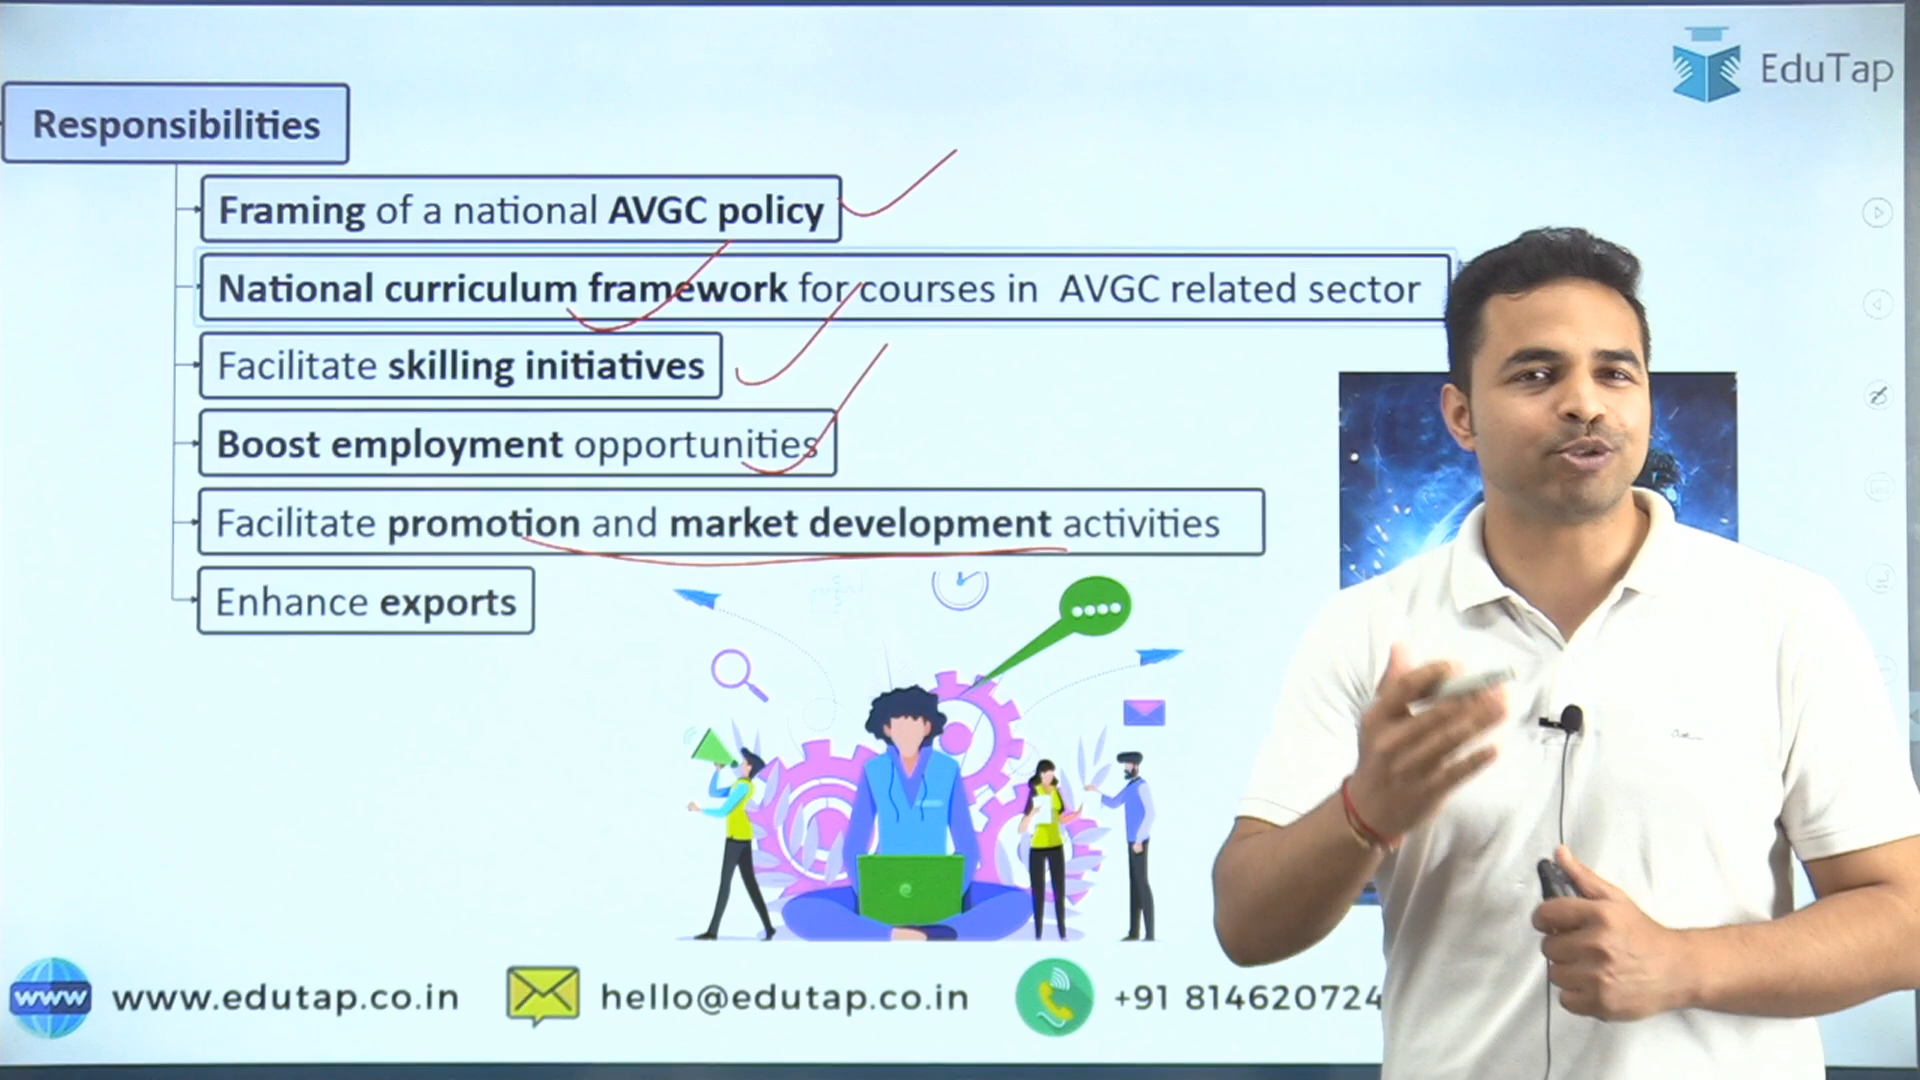 EduTap
Responsibilities
Framing of a national AVGC policy
National curriculum framework for courses in AVGC related sector
Facilitate skilling initiatives
Boost employment opportunities
Facilitate promotion and market development activities
Enhance exports
www www.edutap.co.in hello@edutap.co.in +91 814620724